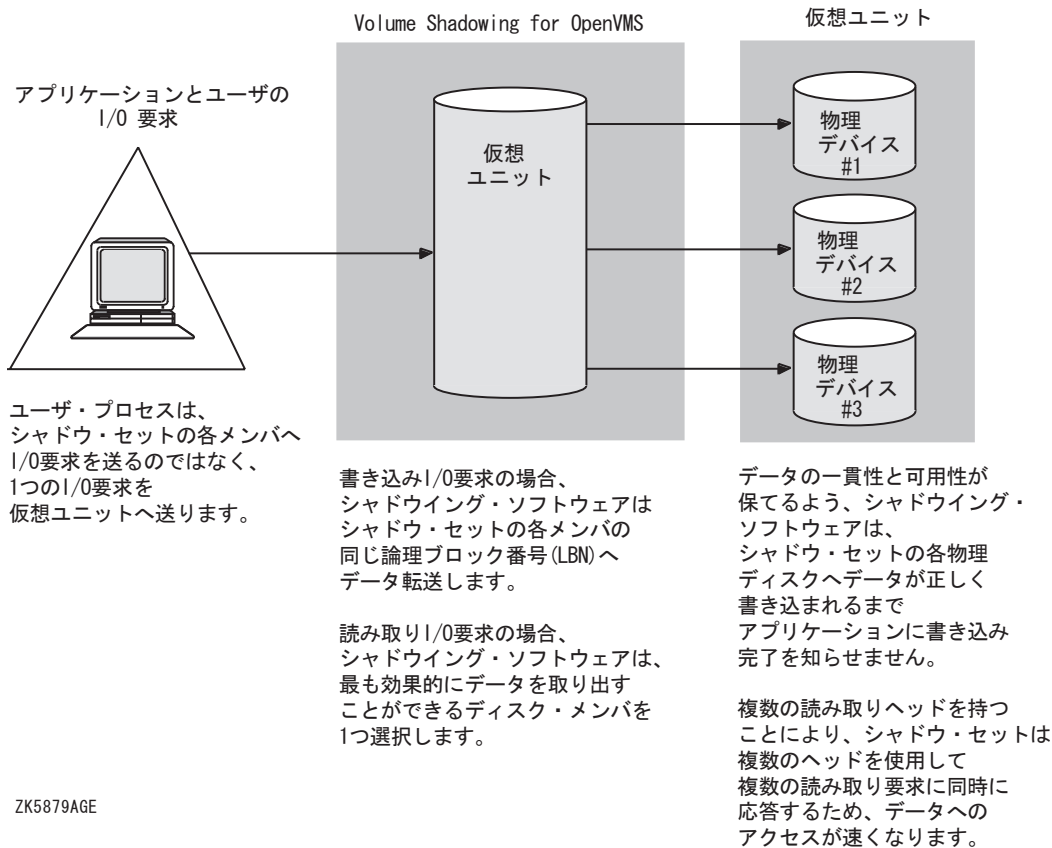 Volume Shadowing for OpenVMS
仮想ユニット
アプリケーションとユーザの
I/O 要求
仮想
ユニット
物理
デバイス
#1
物理
デバイス
#2
物理
デバイス
#3
ユーザ・プロセスは、
シャドウ・セットの各メンバへ
I/O要求を送るのではなく、
1つのI/O要求を
仮想ユニットへ送ります。
書き込みI/O要求の場合、
シャドウイング・ソフトウェアは
シャドウ・セットの各メンバの
同じ論理ブロック番号(LBN)へ
データ転送します。
読み取りI/O要求の場合、
シャドウイング・ソフトウェアは、
最も効果的にデータを取り出す
ことができるディスク・メンバを
1つ選択します。
データの一貫性と可用性が
保てるよう、シャドウイング・
ソフトウェアは、
シャドウ・セットの各物理
ディスクへデータが正しく
書き込まれるまで
アプリケーションに書き込み
完了を知らせません。
複数の読み取りヘッドを持つ
ことにより、シャドウ・セットは
複数のヘッドを使用して
複数の読み取り要求に同時に
応答するため、データへの
アクセスが速くなります。
ZK5879AGE